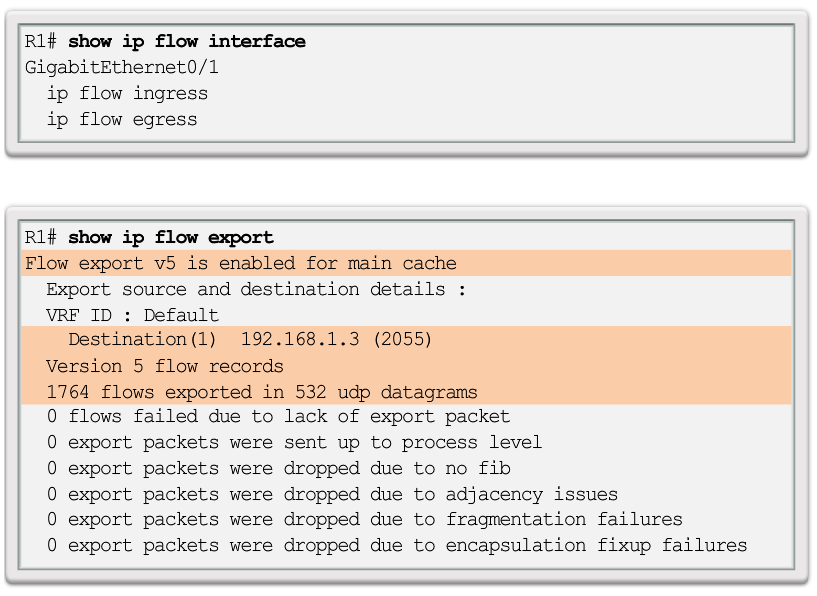 R1# show ip flow interface
GigabitEthernet0/1
  ip flow ingress
  ip flow egress
R1# show ip flow export
Flow export v5 is enabled for main cache
  Export source and destination details :
  VRF ID : Default
    Destination(1)  192.168.1.3 (2055)
  Version 5 flow records
  1764 flows exported in 532 udp datagrams
  0 flows failed due to lack of export packet
  0 export packets were sent up to process level
  0 export packets were dropped due to no fib
  0 export packets were dropped due to adjacency issues
  0 export packets were dropped due to fragmentation failures
  0 export packets were dropped due to encapsulation fixup failures